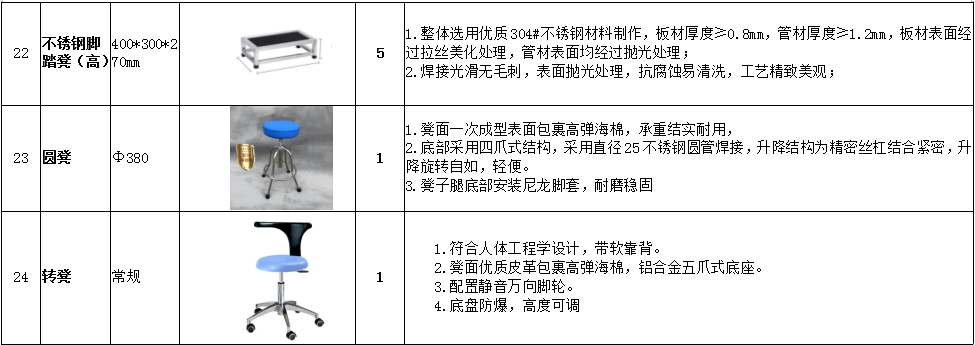 22
不锈钢脚
踏凳（高）
400*300*2
70mm
5
1.整体选用优质304#不锈钢材料制作，板材厚度≥0.8mm，管材厚度≥1.2mm，板材表面经
过拉丝美化处理，管材表面均经过抛光处理；
2.焊接光滑无毛刺，表面抛光处理，抗腐蚀易清洗，工艺精致美观；
23
圆凳
Φ380
1
1.凳面一次成型表面包裹高弹海棉，承重结实耐用，
2.底部采用四爪式结构，采用直径25不锈钢圆管焊接，升降结构为精密丝杠结合紧密，升
降旋转自如，轻便。
3.凳子腿底部安装尼龙脚套，耐磨稳固
24
转凳
常规
1
1.符合人体工程学设计，带软靠背。
2.凳面优质皮革包裹高弹海棉，铝合金五爪式底座。
3.配置静音万向脚轮。
4.底盘防爆，高度可调